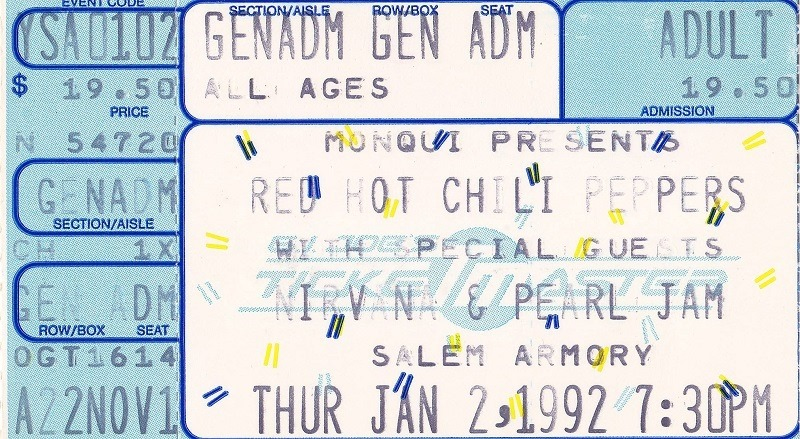 EVENT CODE
YSA0102
$ 19.50
PRICE
N 54720
GENADM
SECTION/AISLE
CH 1X
GEN ADM
ROW/BOX SEAT
OGT1614
A22NOV1
SECTION/AISLE ROW/BOX SEAT
GENADM GEN ADM ADULT
ALL AGES 19.50
ADMISSION
MONQUI PRESENTS
RED HOT CHILI PEPPERS
WITH SPECIAL GUESTS
TICKETMASTER
NIRVANA & PEARL JAM
SALEM ARMORY
THUR JAN 2,1992 7:30PM